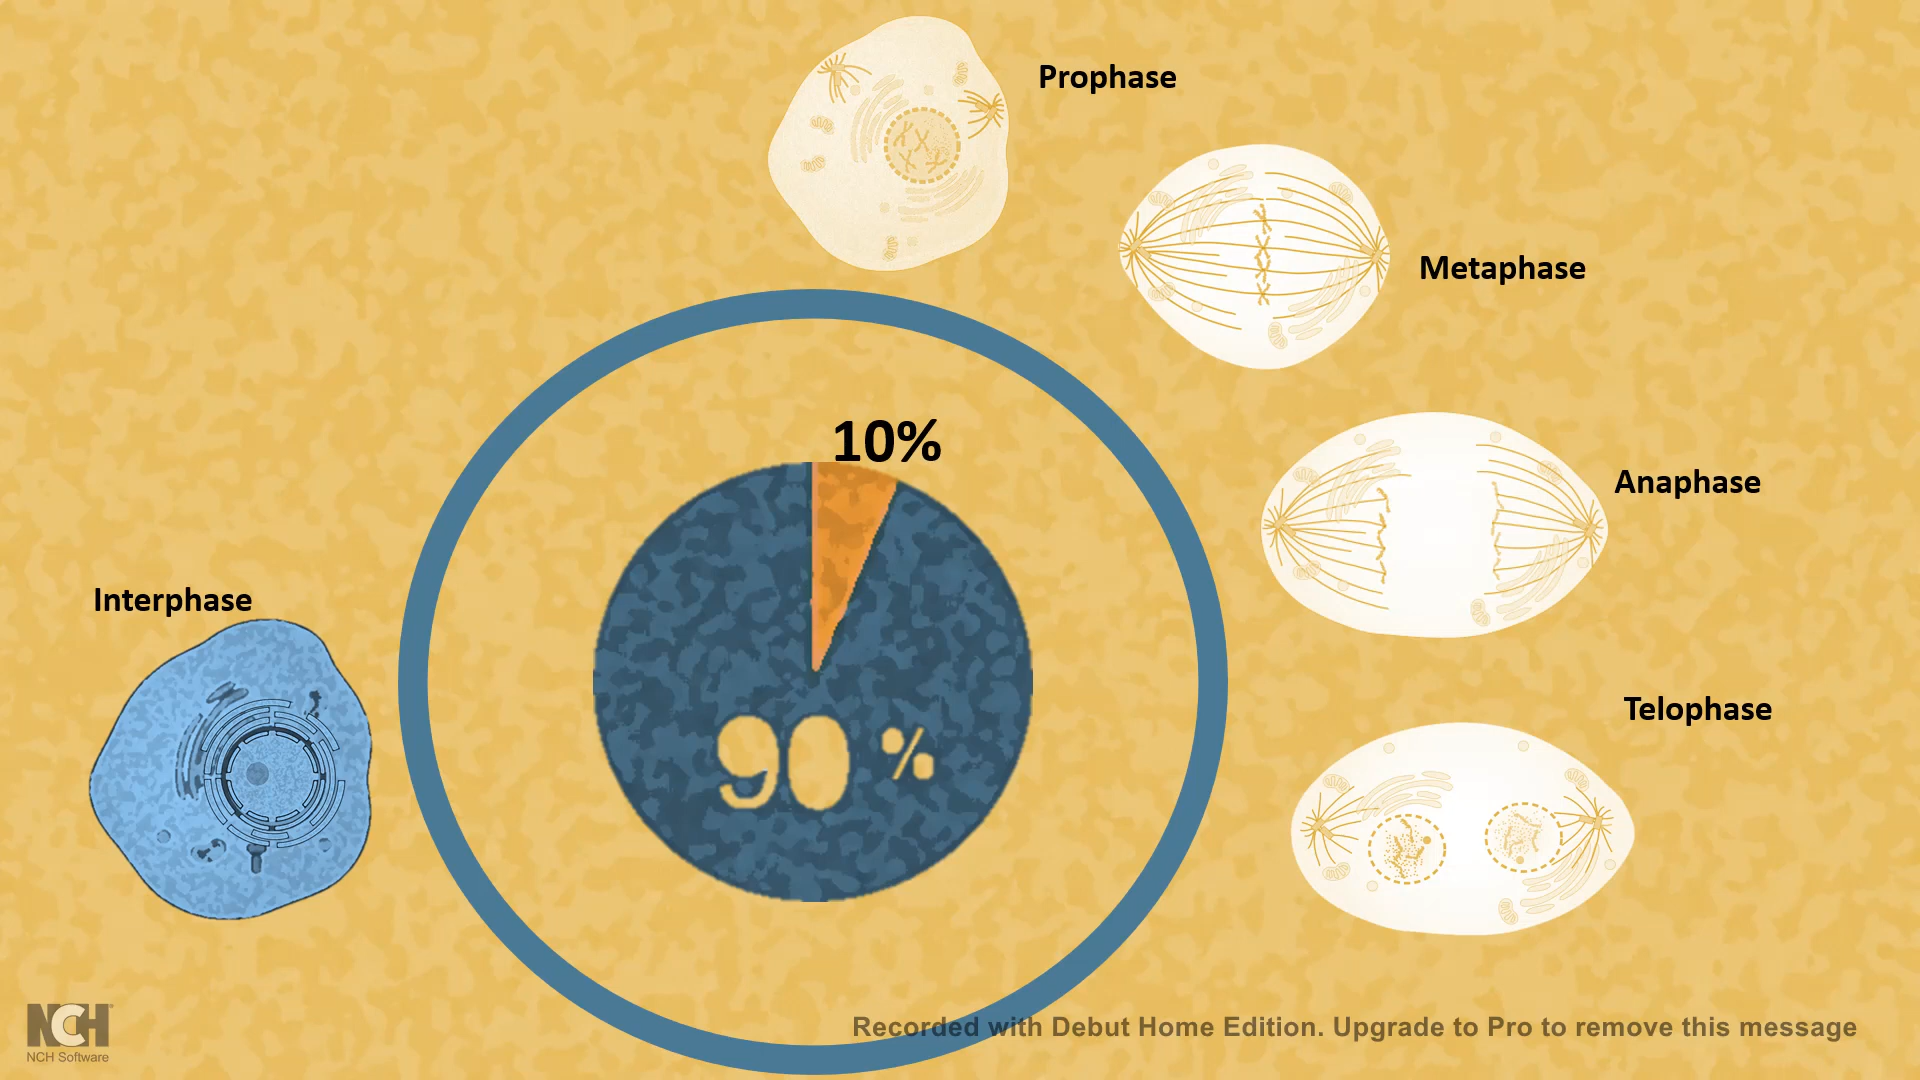 Prophase
Metaphase
10%
Anaphase
Interphase
Telophase
90 %
NCH
NCH Software
Recorded with Debut Home Edition. Upgrade to Pro to remove this message